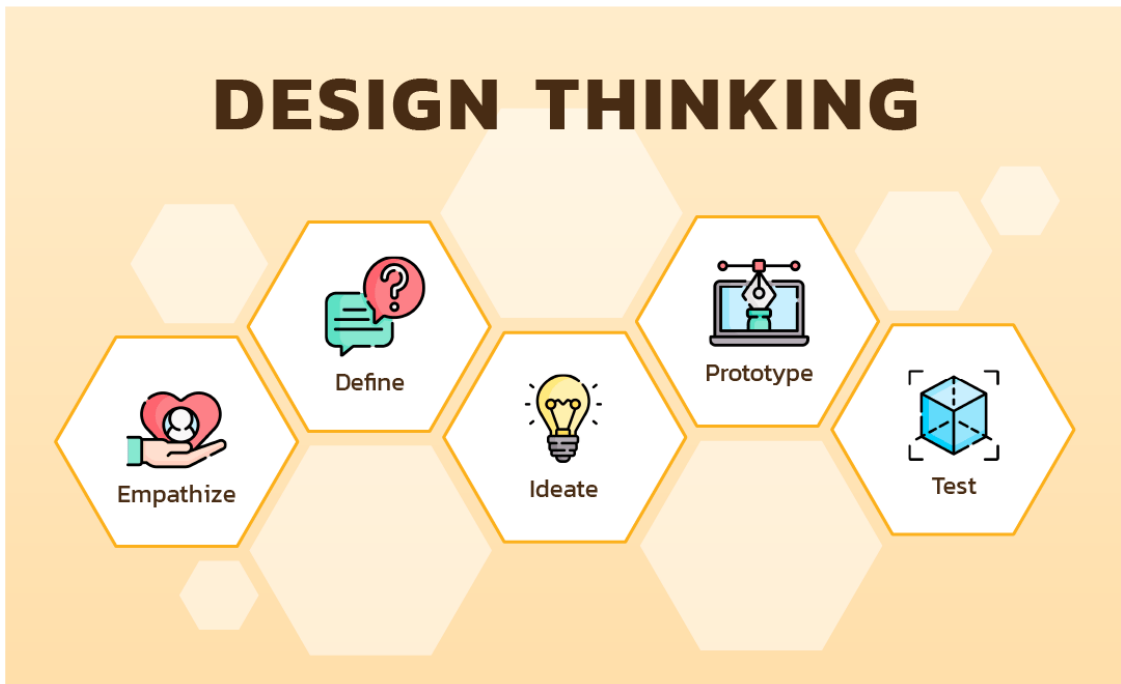 DESIGN THINKING
Empathize
Define
Ideate
Prototype
Test